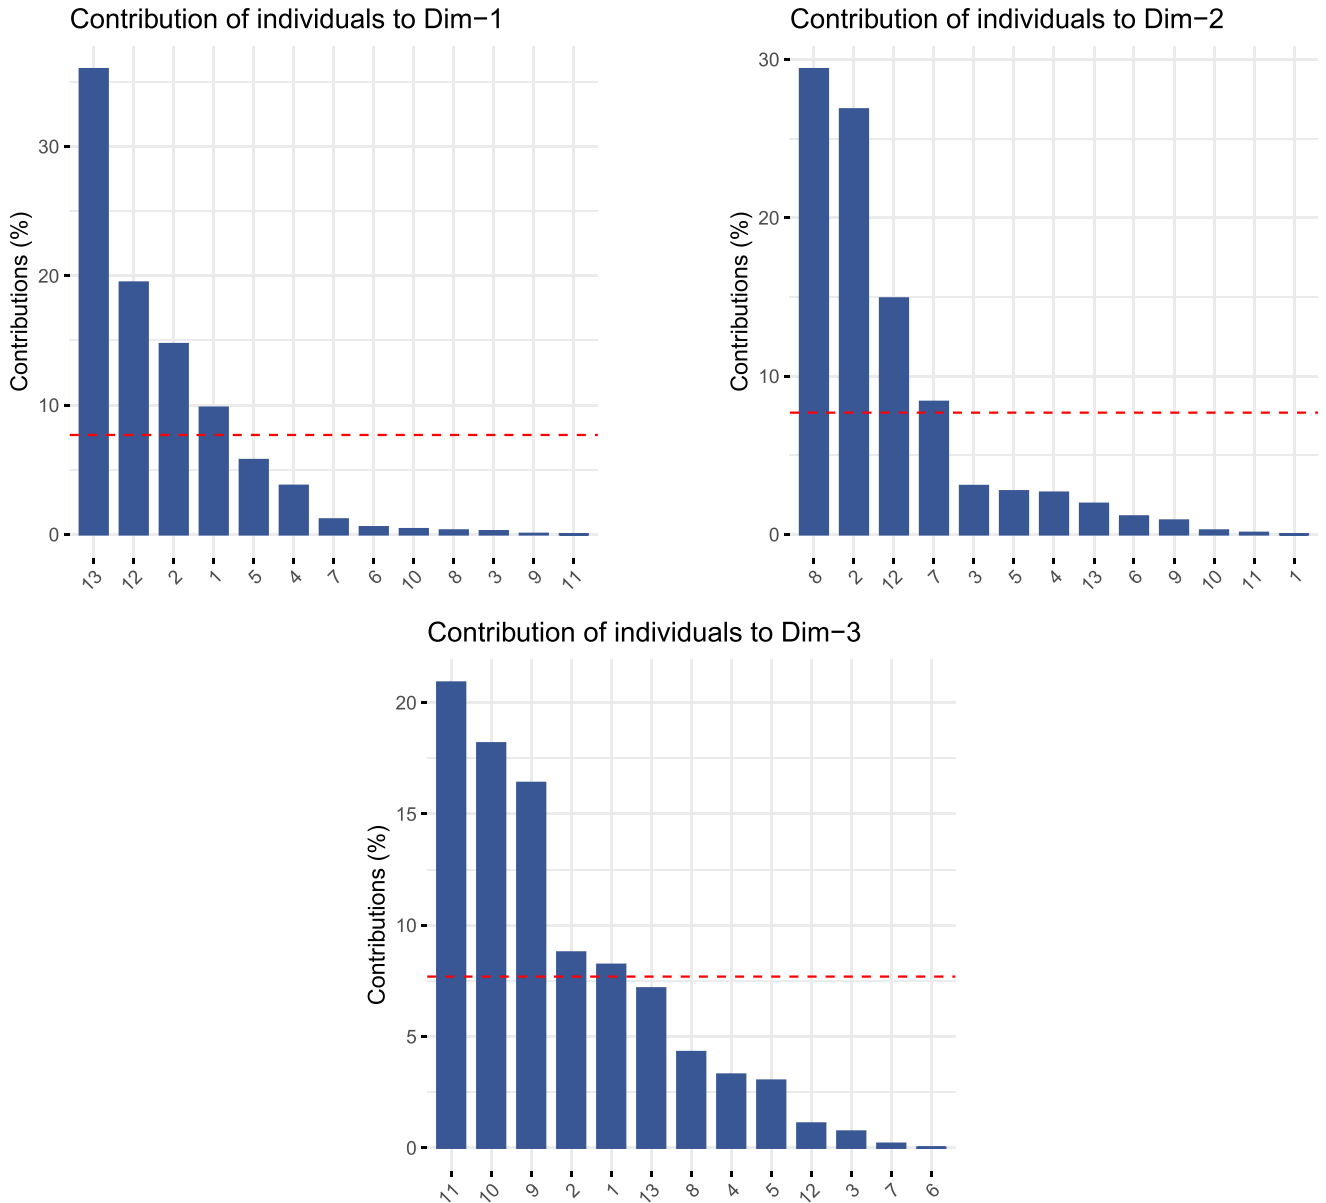 Contribution of individuals to Dim−1
Contributions (%)
30
20
10
0
13 12 2 1 5 4 7 6 10 8 3 9 11
Contribution of individuals to Dim−2
Contributions (%)
30
20
10
0
8 2 12 7 3 5 4 13 6 9 10 11 1
Contribution of individuals to Dim−3
Contributions (%)
20
15
10
5
0
11 10 9 2 1 13 8 4 5 12 3 7 6